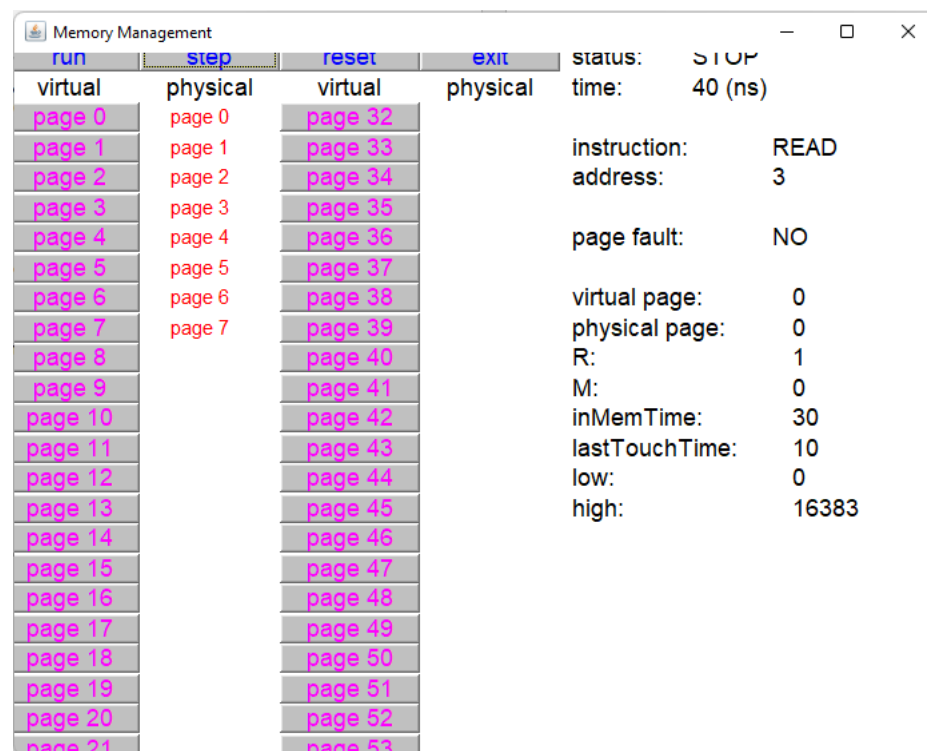 Memory Management
run step reset exit status: STOP
virtual physical virtual physical time: 40 (ns)
page 0 page 0 page 32
page 1 page 1 page 33 instruction: READ
page 2 page 2 page 34 address: 3
page 3 page 3 page 35
page 4 page 4 page 36 page fault: NO
page 5 page 5 page 37
page 6 page 6 page 38 virtual page: 0
page 7 page 7 page 39 physical page: 0
page 8 page 40 R: 1
page 9 page 41 M: 0
page 10 page 42 inMemTime: 30
page 11 page 43 lastTouchTime: 10
page 12 page 44 low: 0
page 13 page 45 high: 16383
page 14 page 46
page 15 page 47
page 16 page 48
page 17 page 49
page 18 page 50
page 19 page 51
page 20 page 52
page 21 page 53